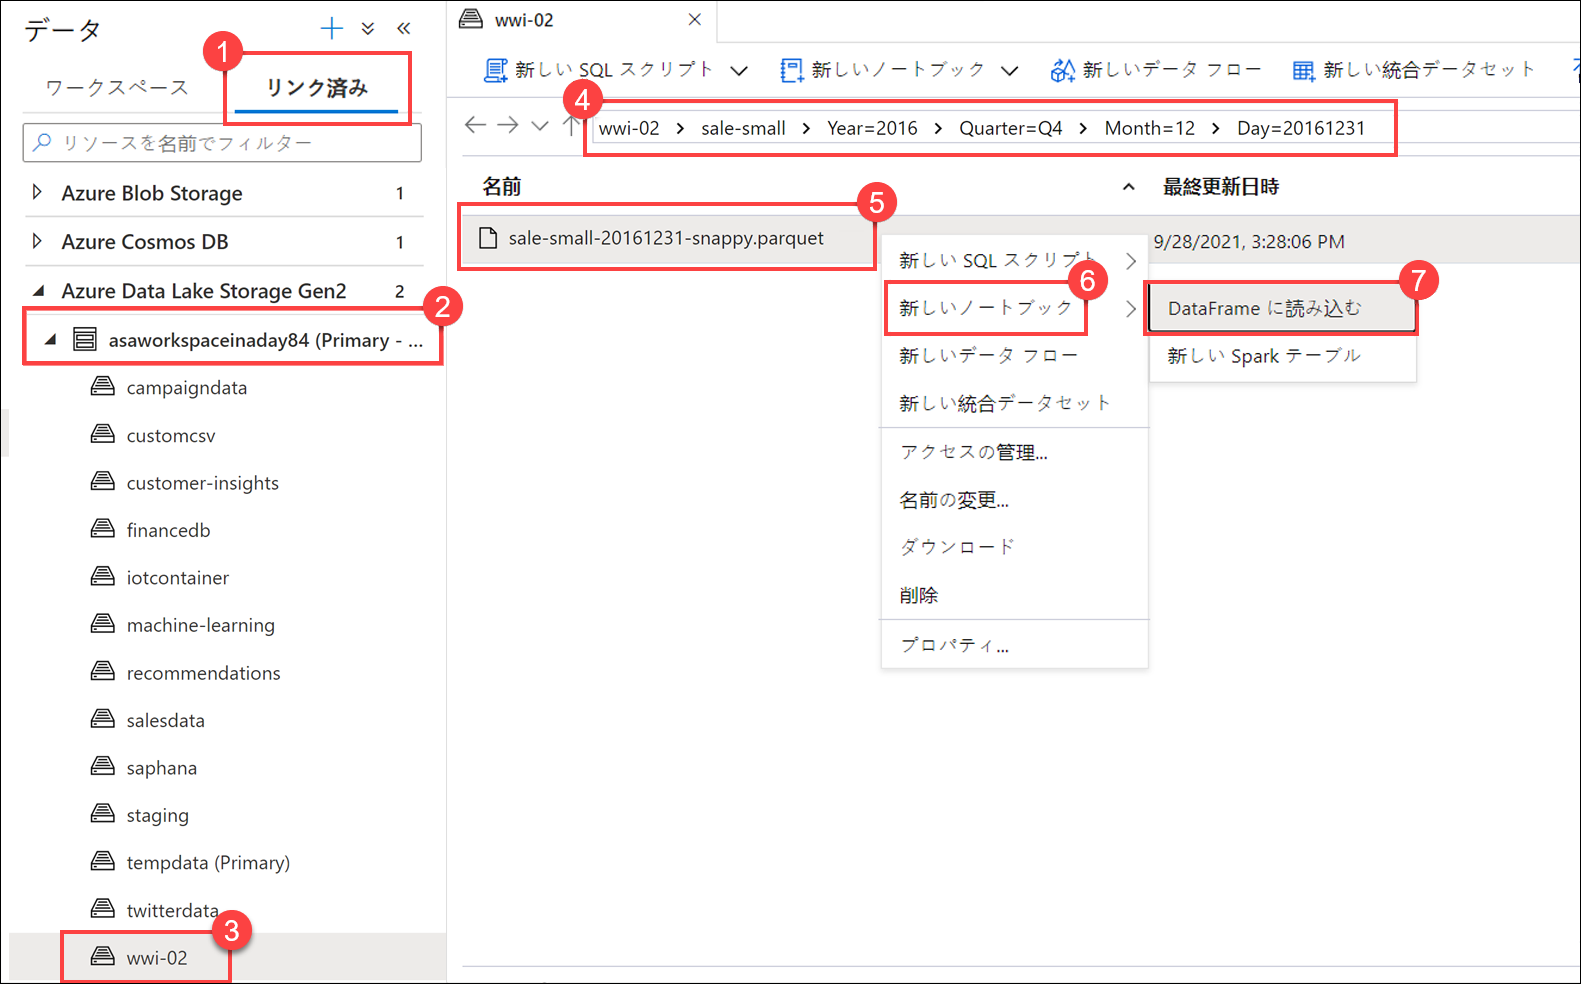 データ
1
ワークスペース
リンク済み
リソースを名前でフィルター
Azure Blob Storage 1
Azure Cosmos DB 1
Azure Data Lake Storage Gen2 2
2
asaworkspaceinaday84 (Primary - ...
campaigndata
customcsv
customer-insights
financedb
iotcontainer
machine-learning
recommendations
salesdata
saphana
staging
tempdata (Primary)
twitterdata
3
wwi-02
wwi-02
新しい SQL スクリプト
新しいノートブック
新しいデータ フロー
新しい統合データセット
4
wwi-02 > sale-small > Year=2016 > Quarter=Q4 > Month=12 > Day=20161231
名前
最終更新日時
5
sale-small-20161231-snappy.parquet
9/28/2021, 3:28:06 PM
新しい SQL スクリプト
6
新しいノートブック
新しいデータ フロー
新しい統合データセット
アクセスの管理...
名前の変更...
ダウンロード
削除
プロパティ...
7
DataFrame に読み込む
新しい Spark テーブル